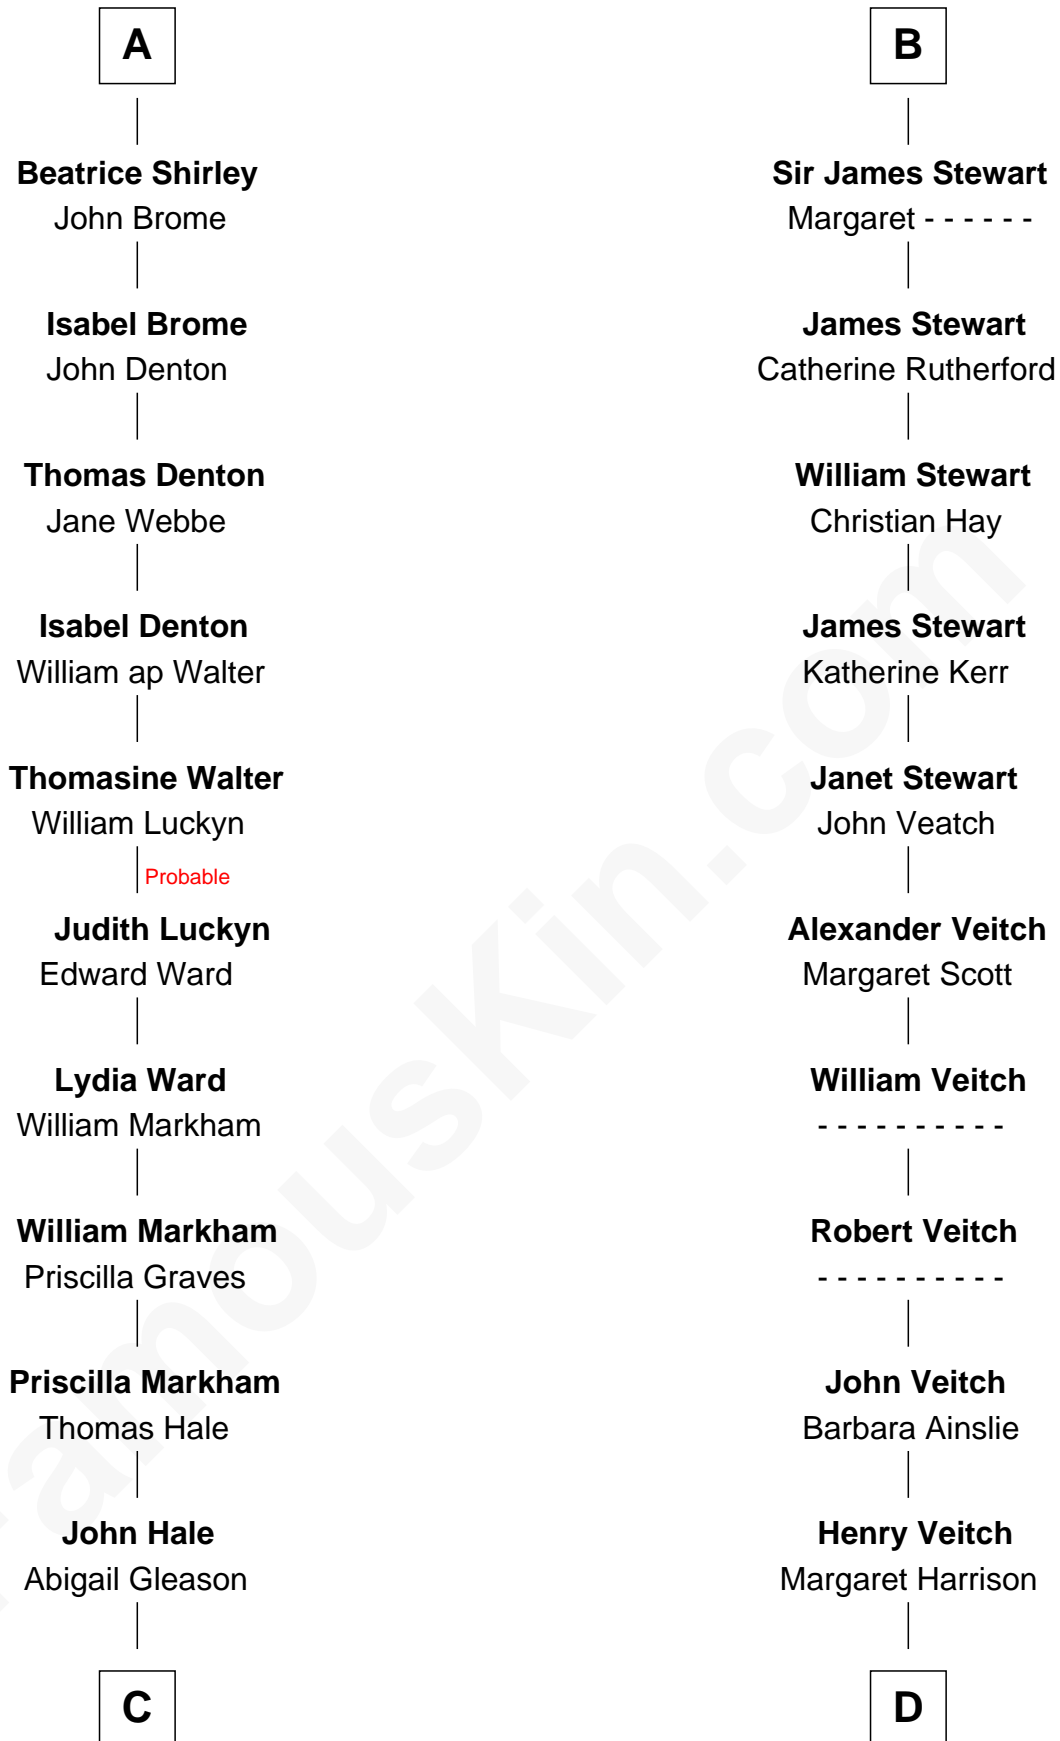 A
Beatrice Shirley
John Brome
Isabel Brome
John Denton
Thomas Denton
Jane Webbe
Isabel Denton
William ap Walter
Thomasine Walter
William Luckyn
Probable
Judith Luckyn
Edward Ward
Lydia Ward
William Markham
William Markham
Priscilla Graves
Priscilla Markham
Thomas Hale
John Hale
Abigail Gleason
C
B
Sir James Stewart
Margaret - - - - - -
James Stewart
Catherine Rutherford
William Stewart
Christian Hay
James Stewart
Katherine Kerr
Janet Stewart
John Veatch
Alexander Veitch
Margaret Scott
William Veitch
- - - - - - - - - -
Robert Veitch
- - - - - - - - - -
John Veitch
Barbara Ainslie
Henry Veitch
Margaret Harrison
D
FamousKin.com